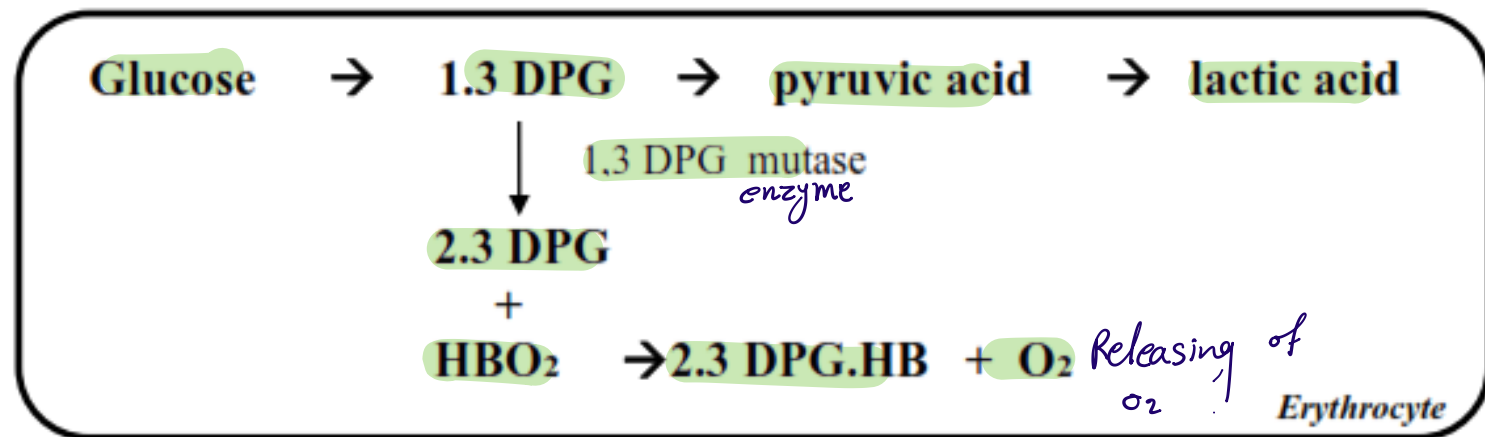 Glucose → 1.3 DPG → pyruvic acid → lactic acid
1,3 DPG mutase
enzyme
2.3 DPG
+
HBO₂ →2.3 DPG.HB + O₂ Releasing of
O₂
Erythrocyte